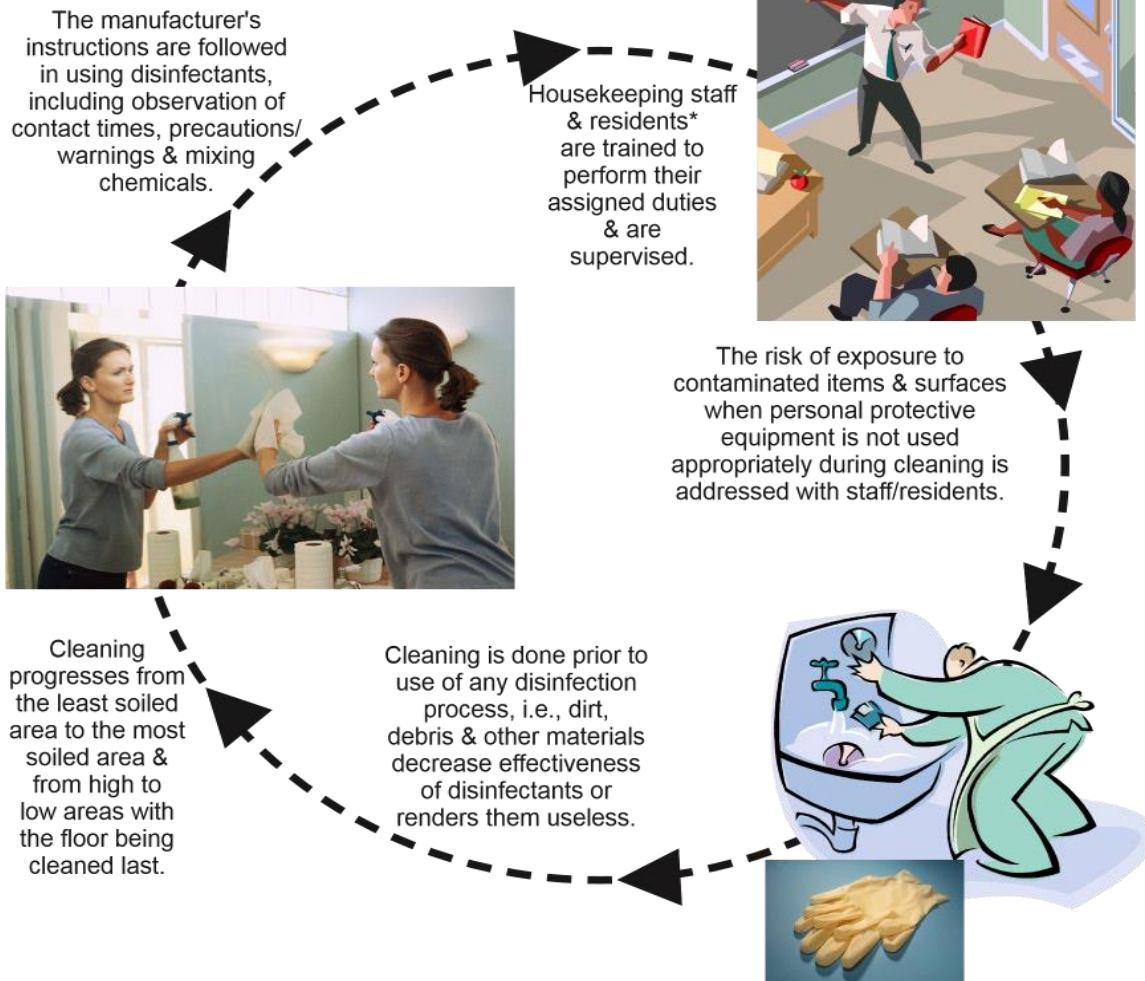 The manufacturer's
instructions are followed
in using disinfectants,
including observation of
contact times, precautions/
warnings & mixing
chemicals.
Housekeeping staff
& residents*
are trained to
perform their
assigned duties
& are
supervised.
The risk of exposure to
contaminated items & surfaces
when personal protective
equipment is not used
appropriately during cleaning is
addressed with staff/residents.
Cleaning is done prior to
use of any disinfection
process, i.e., dirt,
debris & other materials
decrease effectiveness
of disinfectants or
renders them useless.
Cleaning
progresses from
the least soiled
area to the most
soiled area &
from high to
low areas with
the floor being
cleaned last.